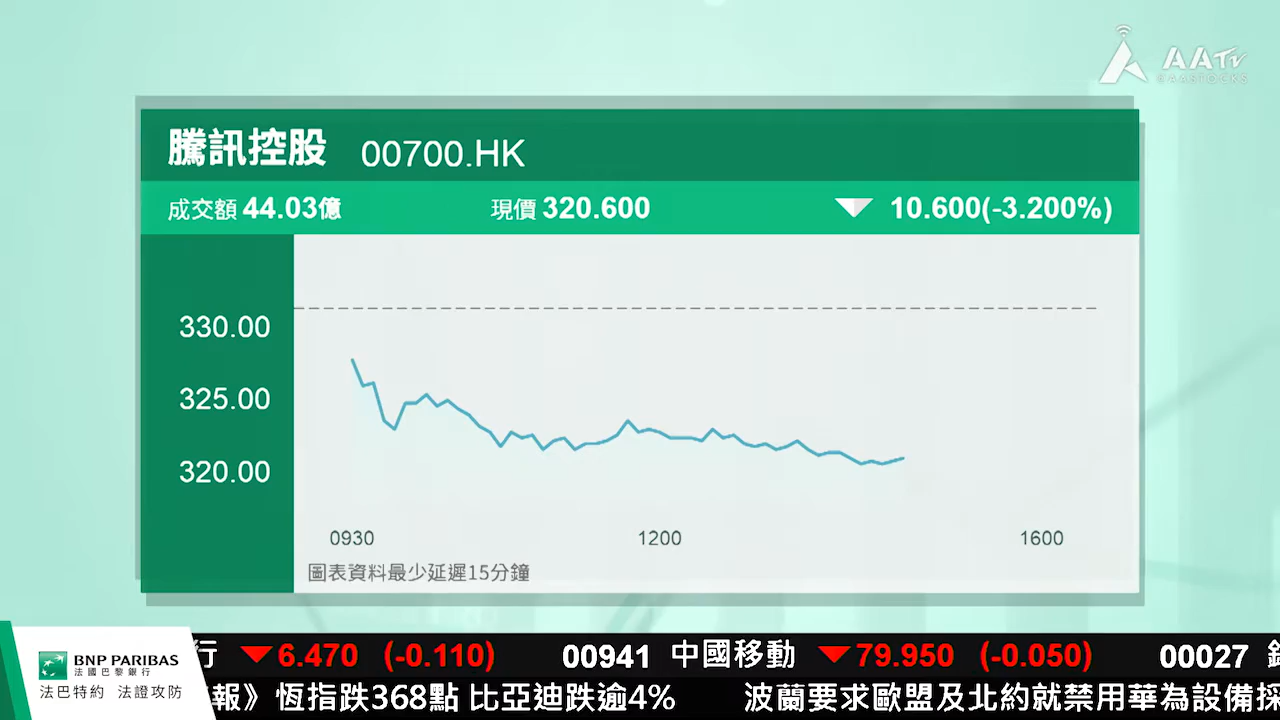 AATV
AASTOCKS
騰訊控股 00700.HK
成交額 44.03億 現價 320.600 10.600(-3.200%)
330.00
325.00
320.00
0930 1200 1600
圖表資料最少延遲15分鐘
BNP PARIBAS
法國巴黎銀行
法巴特約 法證攻防
行 6.470 (-0.110) 00941 中國移動 79.950 (-0.050) 00027
報》恆指跌368點 比亞迪跌逾4% 波蘭要求歐盟及北約就禁用華為設備採